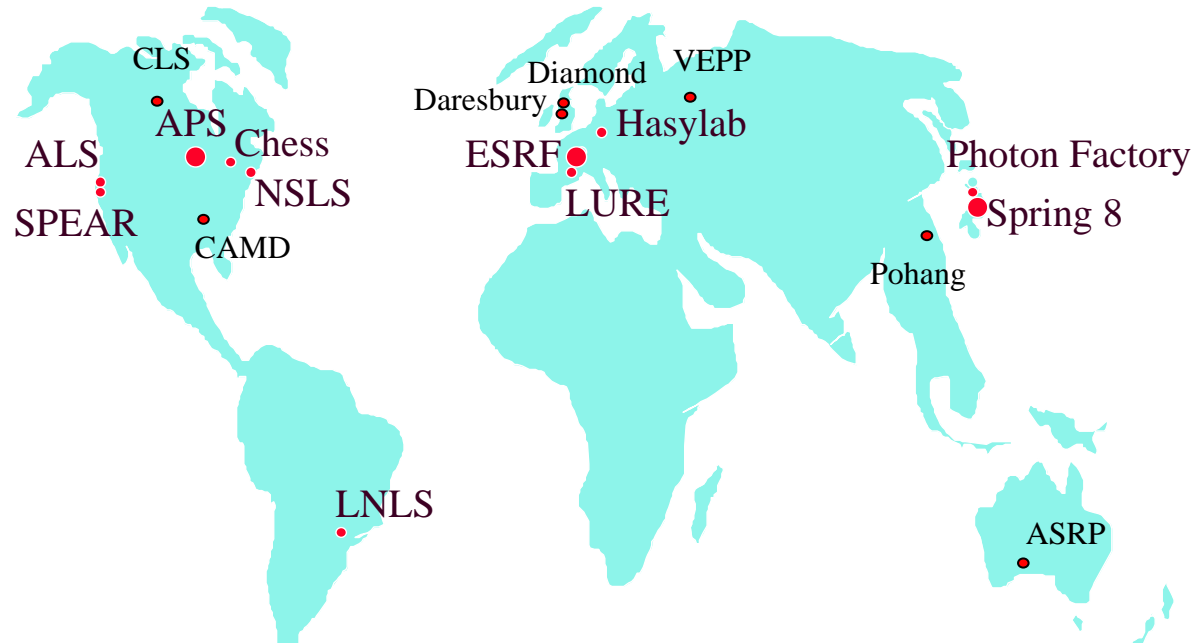 CLS
Diamond
VEPP
Daresbury
APS
Hasylab
Chess
ALS
ESRF
Photon Factory
NSLS
LURE
SPEAR
Spring 8
CAMD
Pohang
LNLS
ASRP